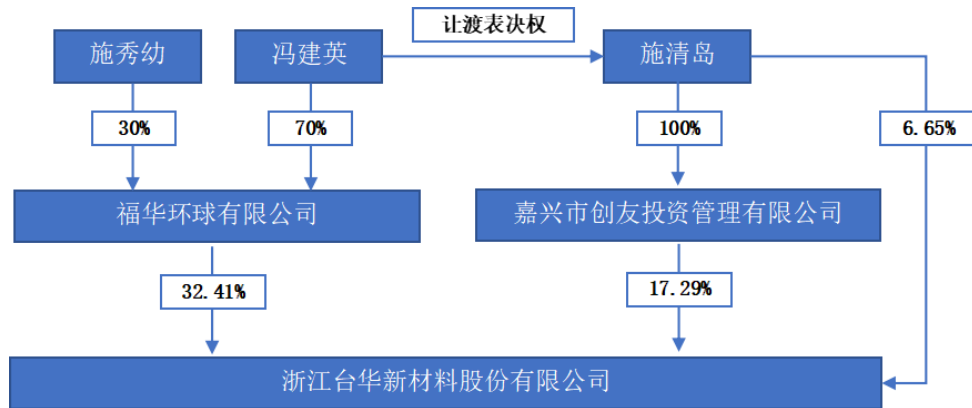 让渡表决权
施秀幼
冯建英
施清岛
30%
70%
100%
6.65%
福华环球有限公司
嘉兴市创友投资管理有限公司
32.41%
17.29%
浙江台华新材料股份有限公司